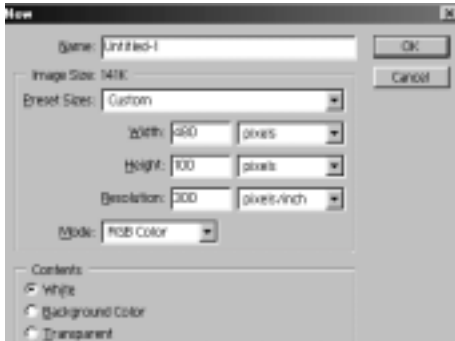 New
Name: Untitled-1
OK
Image Size: 141K
Cancel
Preset Sizes: Custom
Width: 480 pixels
Height: 100 pixels
Resolution: 300 pixels/inch
Mode: RGB Color
Contents
White
Background Color
Transparent